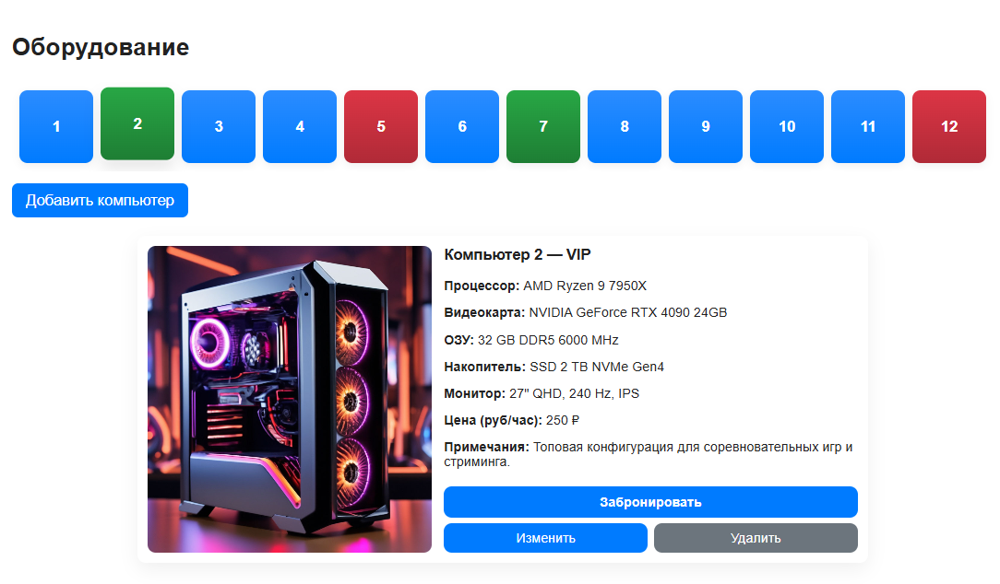 Оборудование
1 2 3 4 5 6 7 8 9 10 11 12
Добавить компьютер
Компьютер 2 — VIP
Процессор: AMD Ryzen 9 7950X
Видеокарта: NVIDIA GeForce RTX 4090 24GB
ОЗУ: 32 GB DDR5 6000 MHz
Накопитель: SSD 2 TB NVMe Gen4
Монитор: 27" QHD, 240 Hz, IPS
Цена (руб/час): 250 ₽
Примечания: Топовая конфигурация для соревновательных игр и
стриминга.
Забронировать
Изменить Удалить